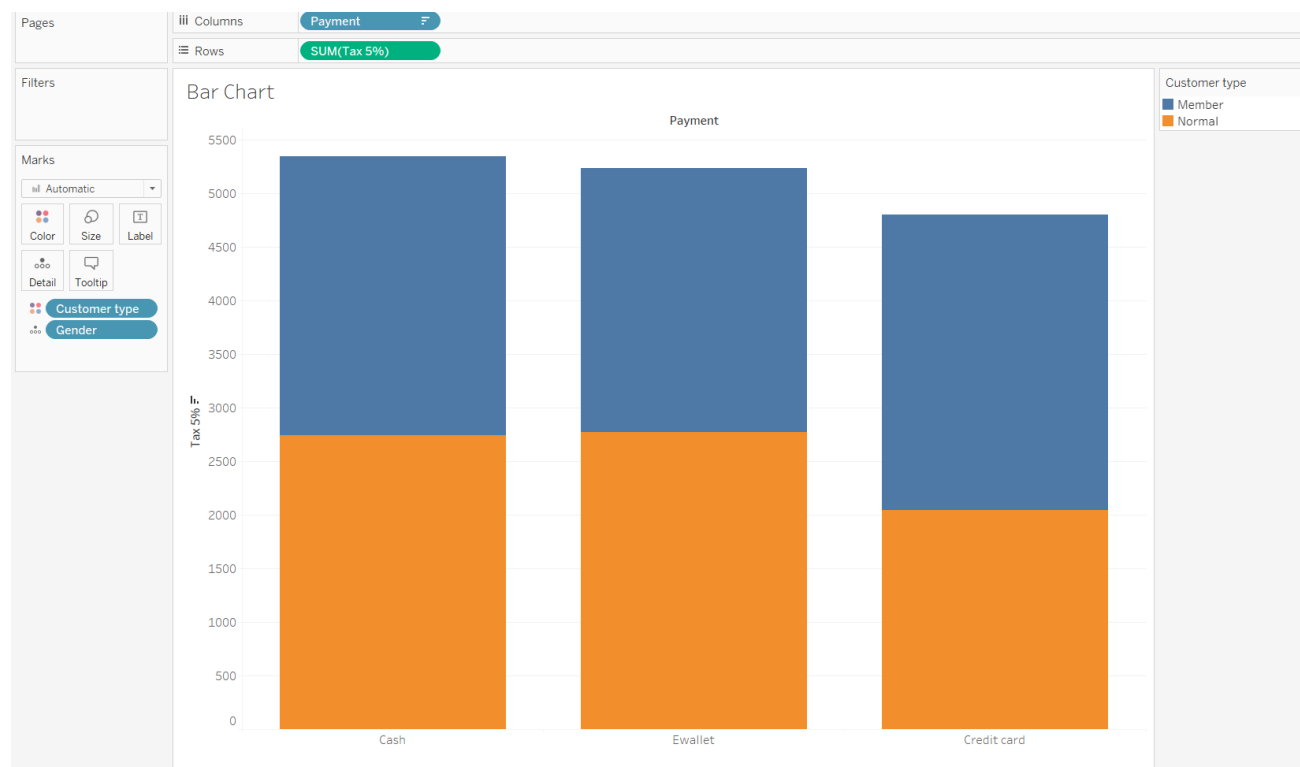 Pages
Columns
Payment
Rows
SUM(Tax 5%)
Filters
Marks
Automatic
Color
Size
T
Label
Detail
Tooltip
Customer type
Gender
Bar Chart
Payment
5500
5000
4500
4000
3500
3000
2500
2000
1500
1000
500
0
Tax 5%
Cash
Ewallet
Credit card
Customer type
Member
Normal